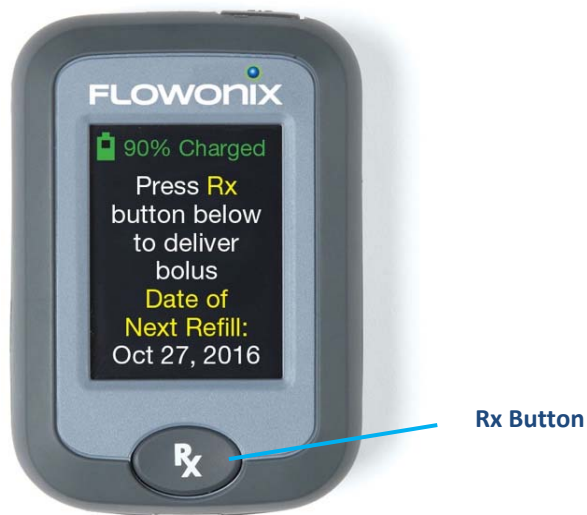 FLOWONIX
90% Charged
Press Rx
button below
to deliver
bolus
Date of
Next Refill:
Oct 27, 2016
Rx Button
Rx